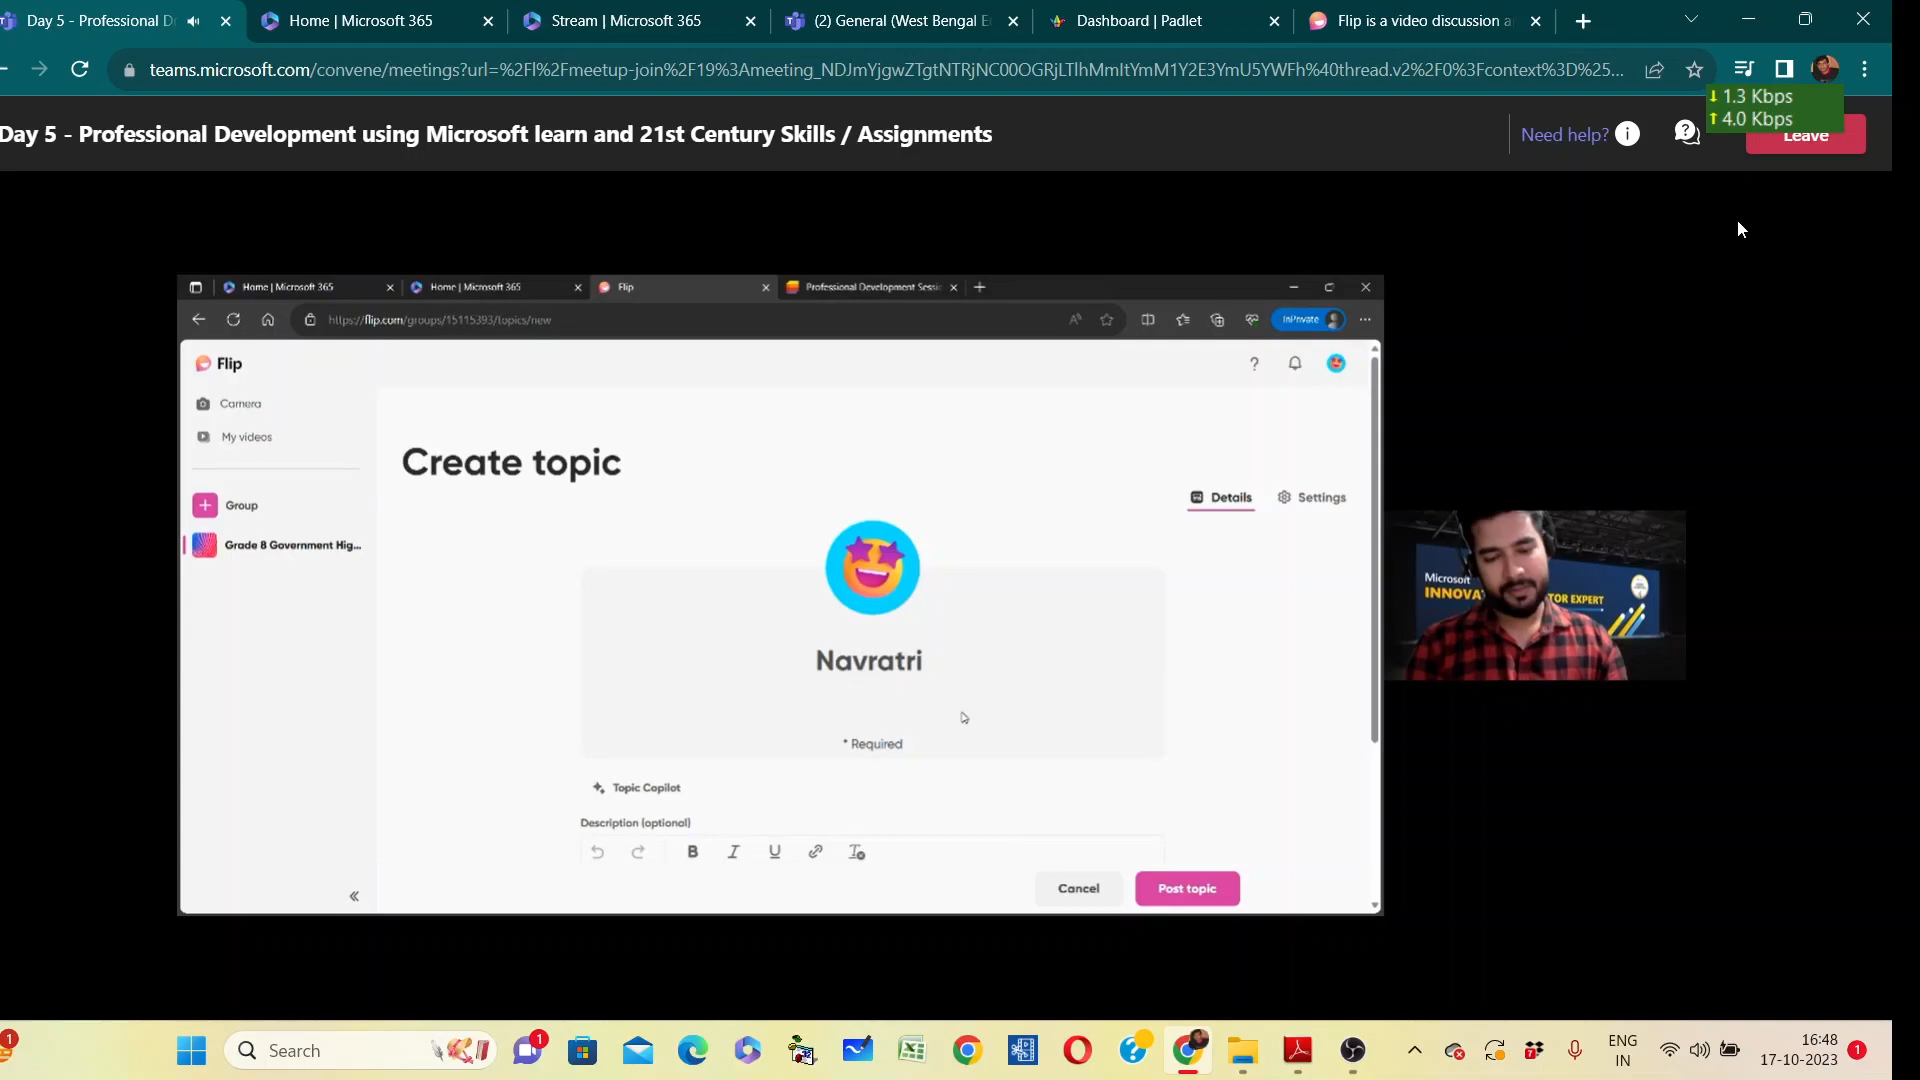 Day 5 - Professional D
Home | Microsoft 365
Stream | Microsoft 365
(2) General (West Bengal E
Dashboard | Padlet
Flip is a video discussion a
teams.microsoft.com/convene/meetings?url=%2Fl%2Fmeetup-join%2F19%3Ameeting_NDJmYjgwZTgtNTRjNC00OGRjLTlhMmItYmM1Y2E3YmU5YWFh%40thread.v2%2F0%3Fcontext%3D%25...
1.3 Kbps
4.0 Kbps
Day 5 - Professional Development using Microsoft learn and 21st Century Skills / Assignments
Need help?
Leave
Home | Microsoft 365
Home | Microsoft 365
Flip
Professional Development Sessi
https://flip.com/groups/15115393/topics/new
InPrivate
Flip
Camera
My videos
Group
Grade 8 Government Hig...
Create topic
Details
Settings
Navratri
* Required
Topic Copilot
Description (optional)
B I U
Cancel
Post topic
Microsoft
INNOVA TOR EXPERT
Search
ENG
IN
16:48
17-10-2023
1